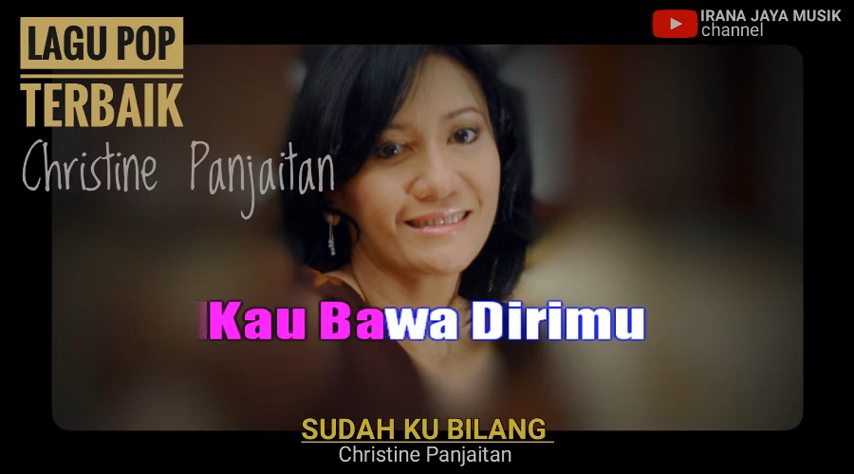 LAGU POP
TERBAIK
Christine Panjaitan
IRANA JAYA MUSIK
channel
Kau Bawa Dirimu
SUDAH KU BILANG
Christine Panjaitan